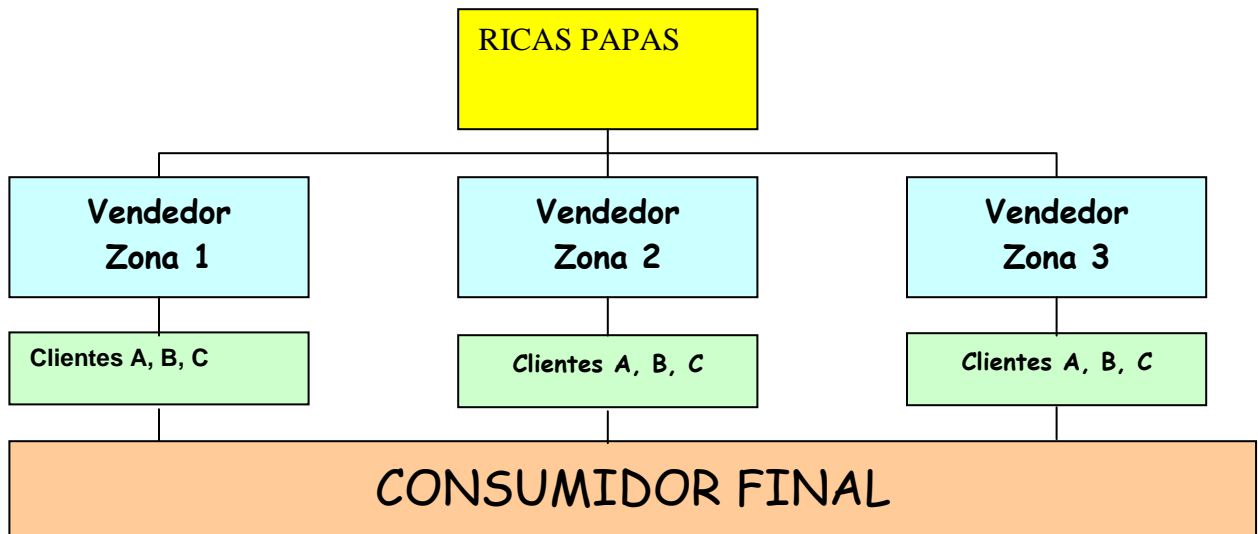 RICAS PAPAS
Vendedor
Zona 1
Vendedor
Zona 2
Vendedor
Zona 3
Clientes A, B, C
Clientes A, B, C
Clientes A, B, C
CONSUMIDOR FINAL